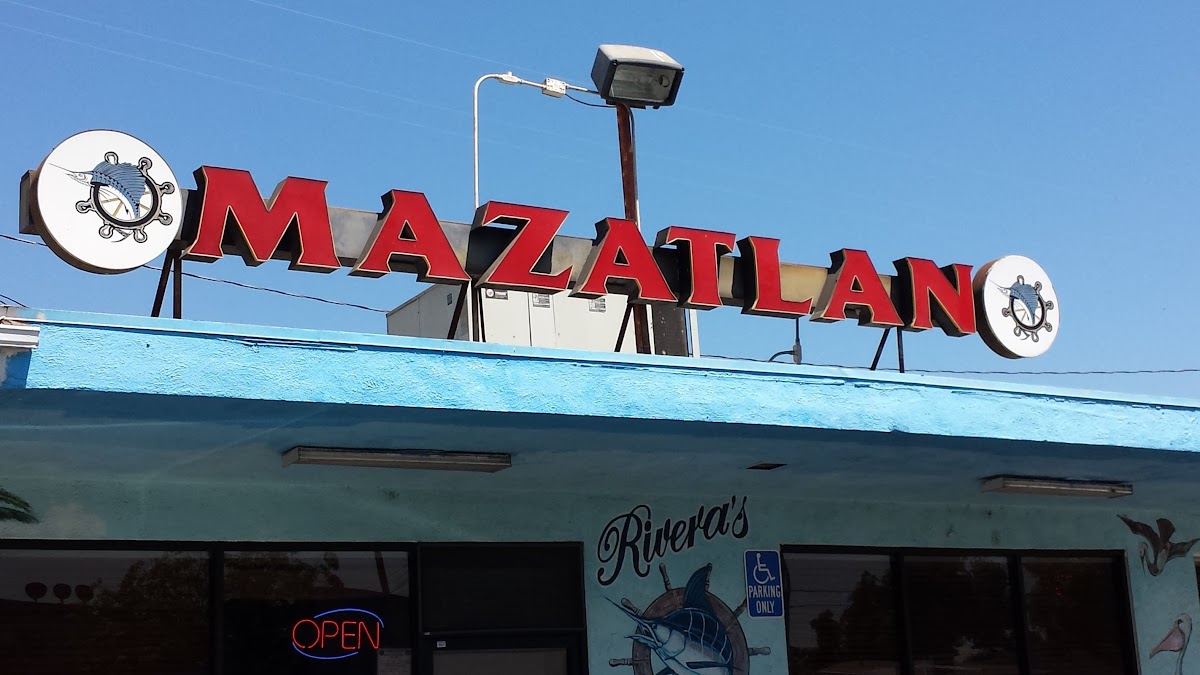 MAZATLAN
Rivera's
PARKING
ONLY
OPEN